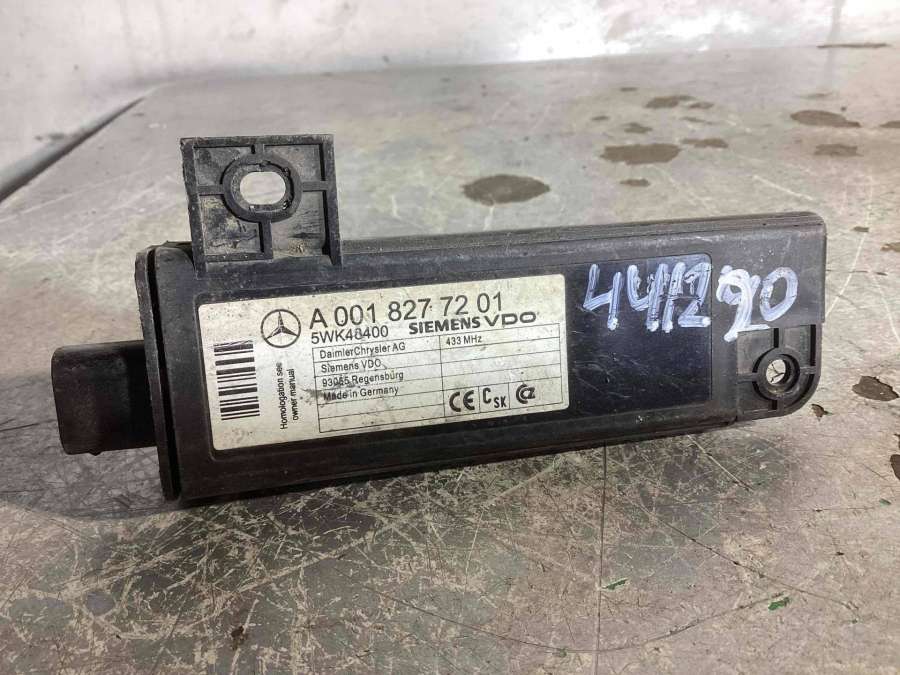 A 001 827 72 01
5WK48400 SIEMENS VDO
DaimlerChrysler AG
433 MHz
Siemens VDO
93055 Regensburg
Made in Germany
CE CSK
Homologation see
owner manual